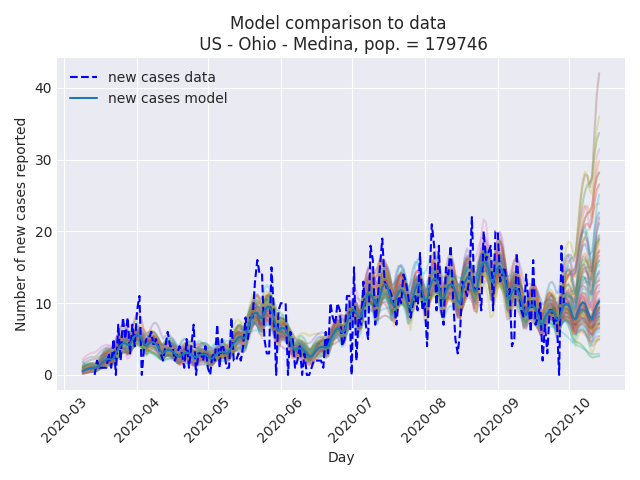 Model comparison to data
US - Ohio - Medina, pop. = 179746
new cases data
new cases model
Number of new cases reported
40
30
20
10
0
2020-03
2020-04
2020-05
2020-06
2020-07
2020-08
2020-09
2020-10
Day